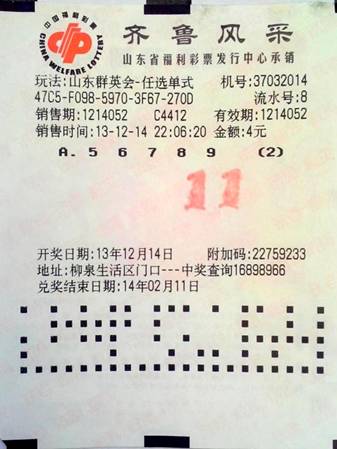 中国福利彩票
CHINA WELFARE LOTTERY
齐鲁风采
山东省福利彩票发行中心承销
玩法:山东群英会-任选单式 机号:37032014
47C5-F098-5970-3F67-270D 流水号:8
销售期:1214052 C4412 有效期:1214052
销售时间:13-12-14 22:06:20 金额:4元
A. 5 6 7 8 9 (2)
11
开奖日期:13年12月14日 附加码:22759233
地址:柳泉生活区门口---中奖查询16898966
兑奖结束日期:14年02月11日